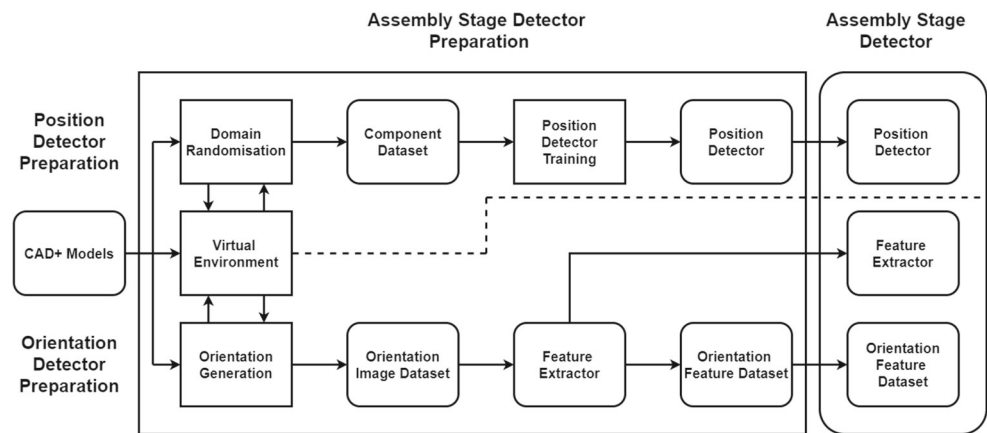 Assembly Stage Detector
Preparation
Assembly Stage
Detector
Position
Detector
Preparation
Domain
Randomisation
Component
Dataset
Position
Detector
Training
Position
Detector
Position
Detector
CAD+ Models
Virtual
Environment
Feature
Extractor
Orientation
Detector
Preparation
Orientation
Generation
Orientation
Image Dataset
Feature
Extractor
Orientation
Feature Dataset
Orientation
Feature
Dataset